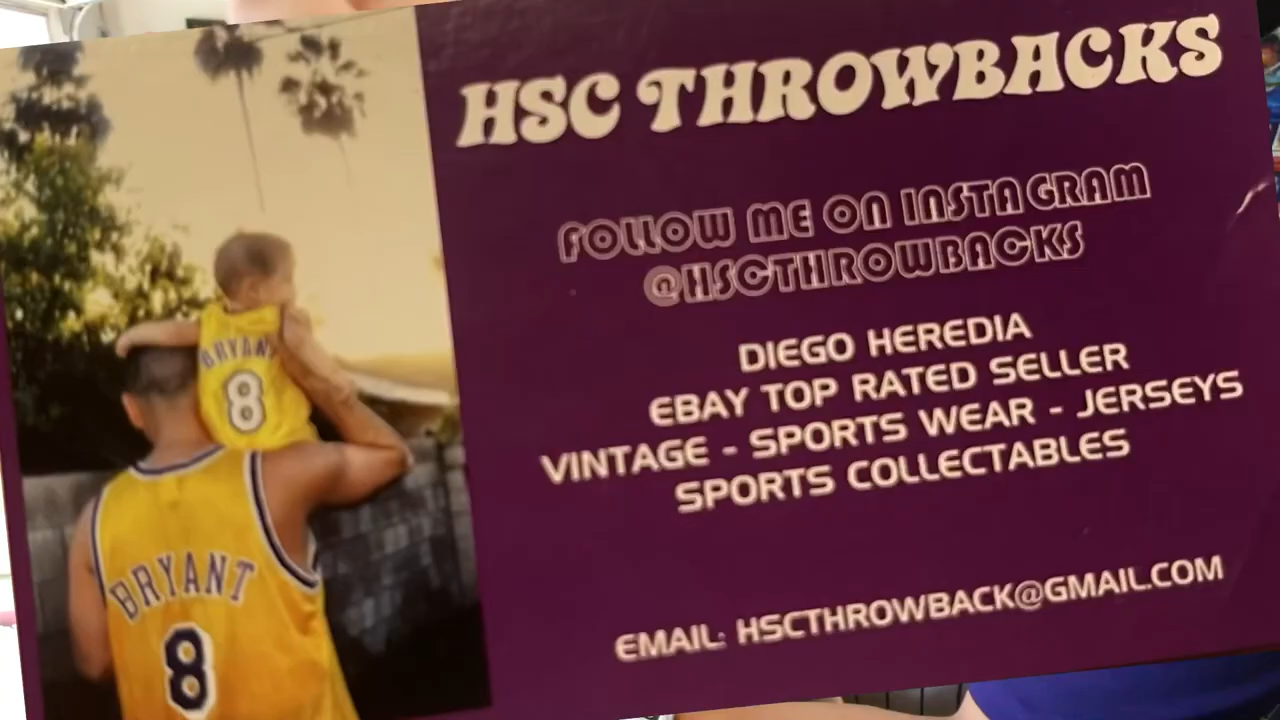 HSC THROWBACKS
FOLLOW ME ON INSTAGRAM
@HSCTHROWBACKS
DIEGO HEREDIA
EBAY TOP RATED SELLER
VINTAGE - SPORTS WEAR - JERSEYS
SPORTS COLLECTABLES
EMAIL: HSCTHROWBACK@GMAIL.COM
BRYANT
8
BRYANT
8